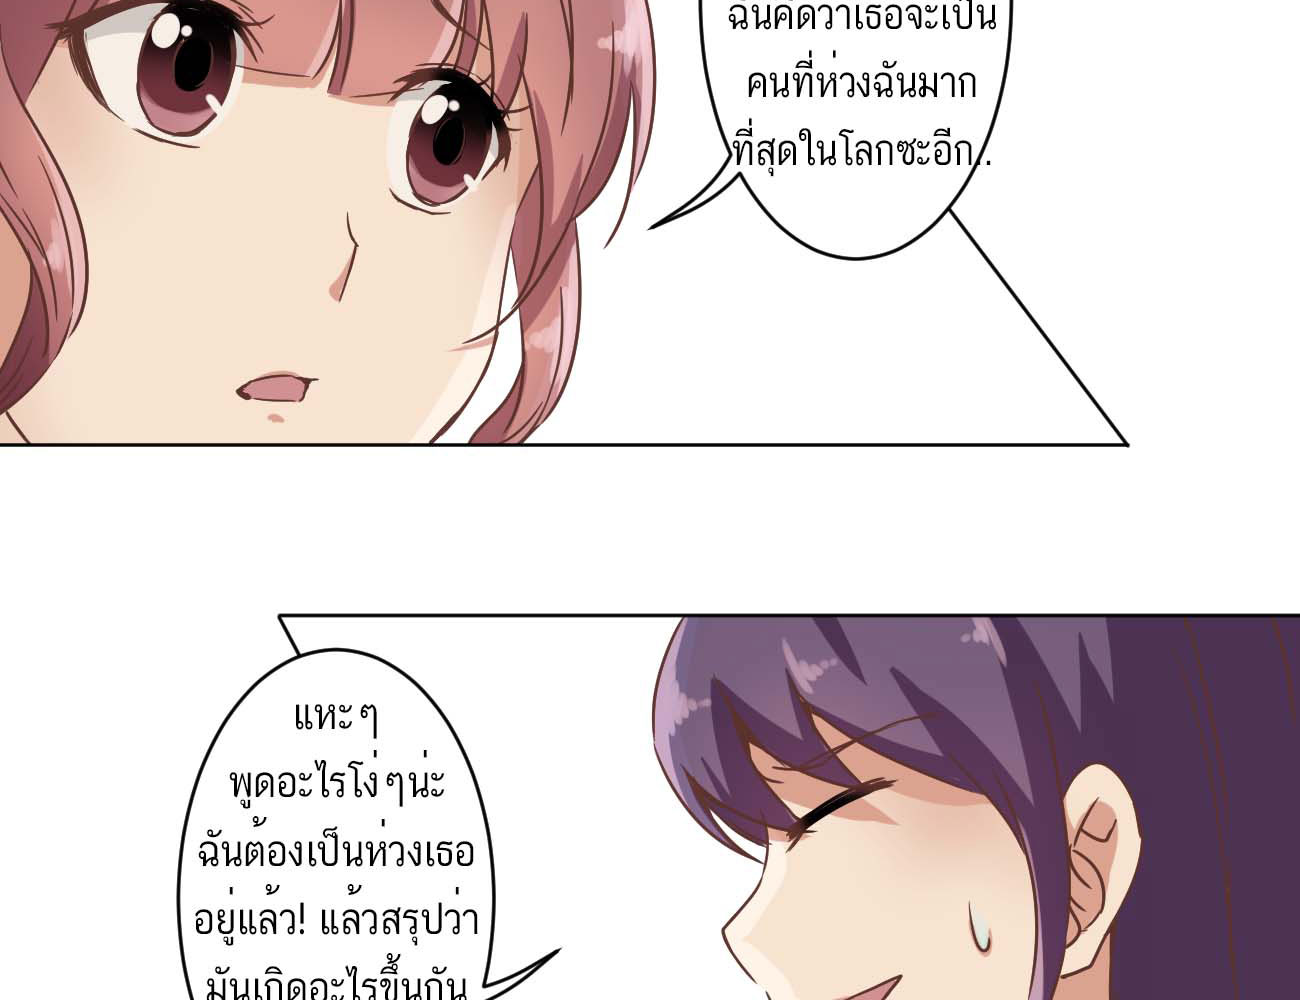 ฉันคิดว่าเธอจะเป็น
คนที่ห่วงฉันมาก
ที่สุดในโลกซะอีก..
แหะๆ
พูดอะไรโง่ๆน่ะ
ฉันต้องเป็นห่วงเธอ
อยู่แล้ว! แล้วสรุปว่า
มันเกิดอะไรขึ้นกัน